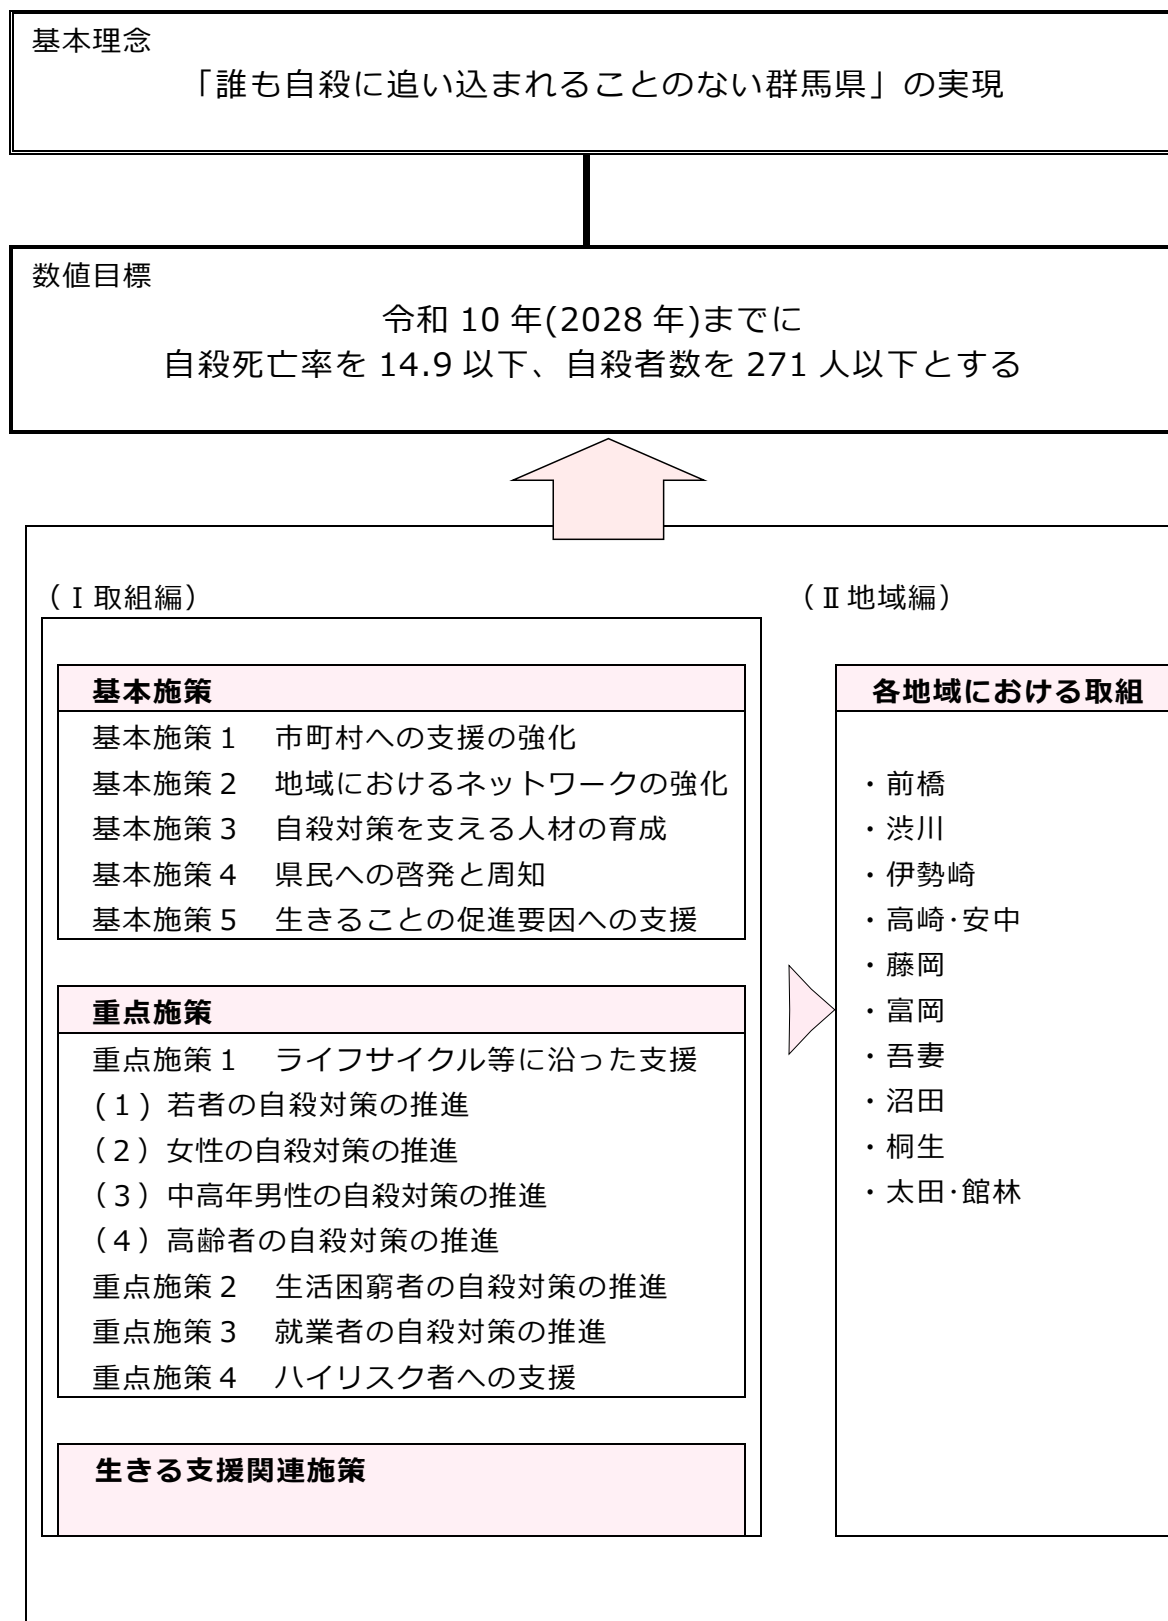 基本理念
「誰も自殺に追い込まれることのない群馬県」の実現
数値目標
令和 10 年(2028 年)までに
自殺死亡率を 14.9 以下、自殺者数を 271 人以下とする
（Ⅰ取組編）
基本施策
基本施策１　市町村への支援の強化
基本施策２　地域におけるネットワークの強化
基本施策３　自殺対策を支える人材の育成
基本施策４　県民への啓発と周知
基本施策５　生きることの促進要因への支援
重点施策
重点施策１　ライフサイクル等に沿った支援
(１) 若者の自殺対策の推進
（２）女性の自殺対策の推進
（３）中高年男性の自殺対策の推進
（４）高齢者の自殺対策の推進
重点施策２　生活困窮者の自殺対策の推進
重点施策３　就業者の自殺対策の推進
重点施策４　ハイリスク者への支援
生きる支援関連施策
（Ⅱ地域編）
各地域における取組
・前橋
・渋川
・伊勢崎
・高崎･安中
・藤岡
・富岡
・吾妻
・沼田
・桐生
・太田･館林